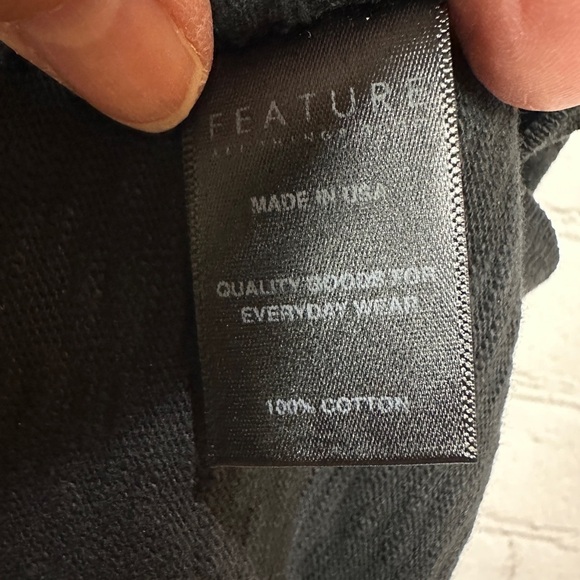 FEATURE
MADE IN USA
QUALITY GOODS FOR
EVERYDAY WEAR
100% COTTON